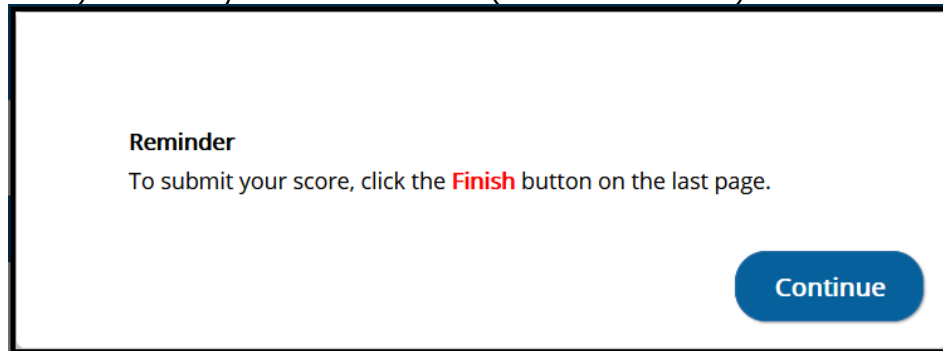 Reminder
To submit your score, click the Finish button on the last page.
Continue